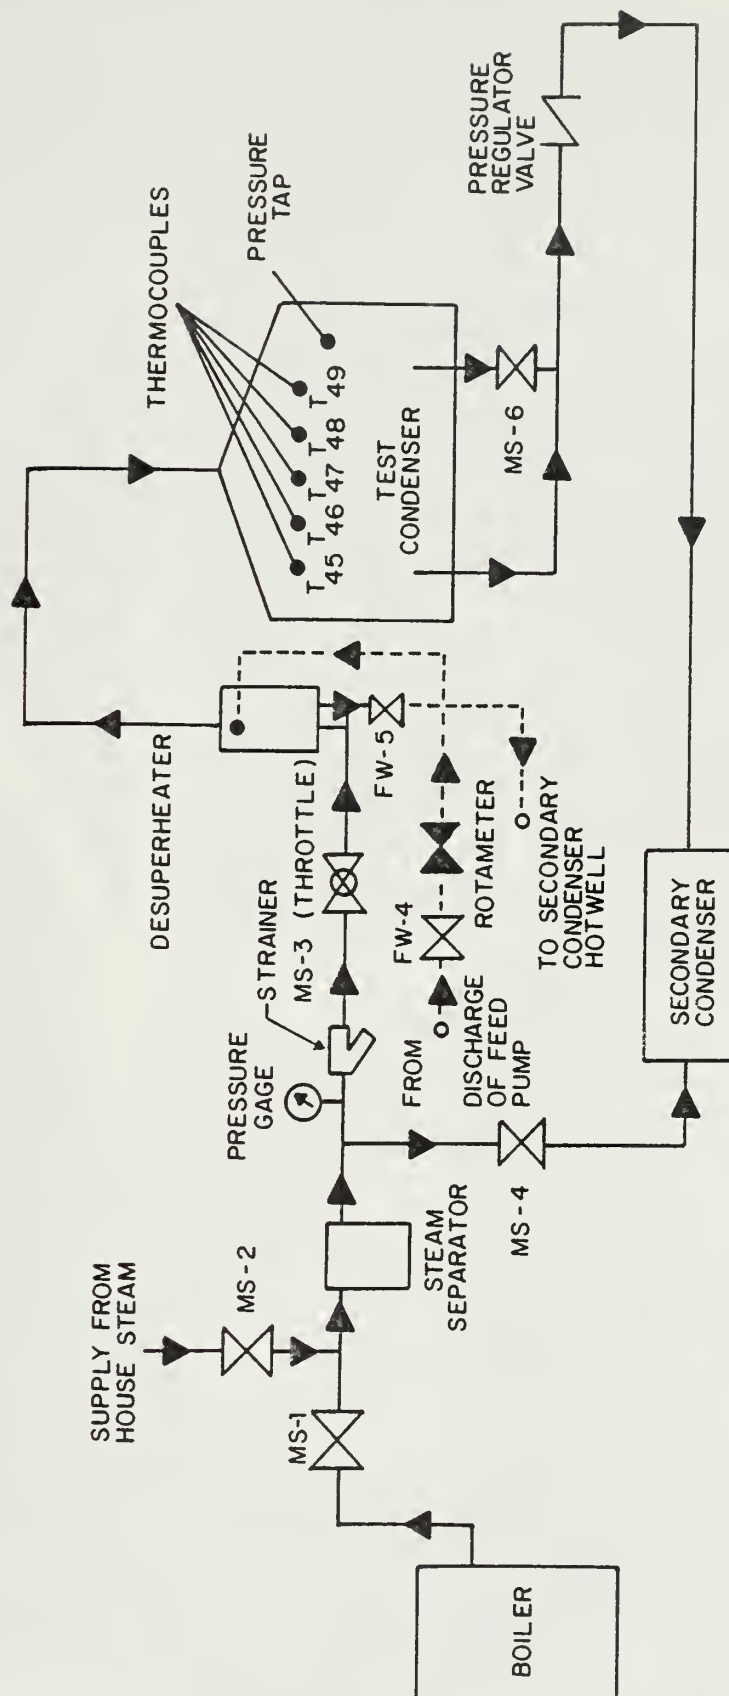 THERMOCOUPLES
PRESSURE
TAP
PRESSURE
REGULATOR
VALVE
DESUPERHEATER
T45
T46
T47
T48
T49
TEST
CONDENSER
MS-6
SUPPLY FROM
HOUSE STEAM
MS-2
PRESSURE
GAGE
STRAINER
MS-3 (THROTTLE)
FW-5
MS-1
STEAM
SEPARATOR
FROM
DISCHARGE
OF FEED
PUMP
FW-4
ROTAMETER
TO SECONDARY
CONDENSER
HOTWELL
MS-4
BOILER
SECONDARY
CONDENSER